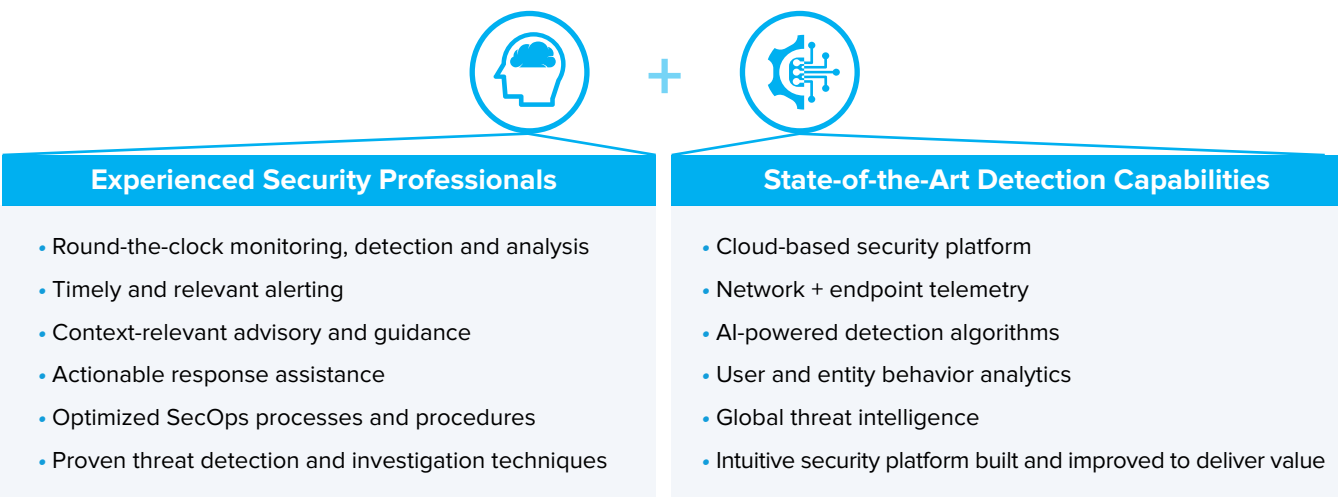 +
Experienced Security Professionals
• Round-the-clock monitoring, detection and analysis
• Timely and relevant alerting
• Context-relevant advisory and guidance
• Actionable response assistance
• Optimized SecOps processes and procedures
• Proven threat detection and investigation techniques
State-of-the-Art Detection Capabilities
• Cloud-based security platform
• Network + endpoint telemetry
• AI-powered detection algorithms
• User and entity behavior analytics
• Global threat intelligence
• Intuitive security platform built and improved to deliver value